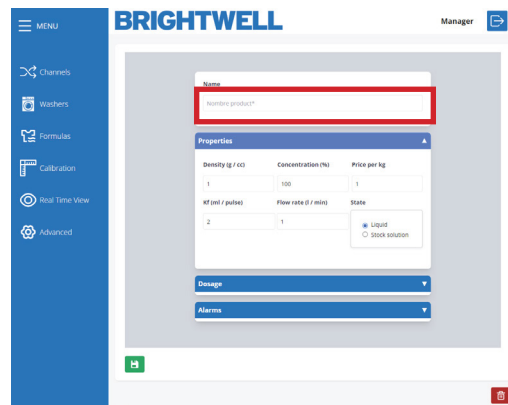 MENU
BRIGHTWELL
Manager
Channels
Washers
Formulas
Calibration
Real Time View
Advanced
Name
Nombre product*
Properties
Density (g / cc) Concentration (%) Price per kg
1 100 1
Kf (ml / pulse) Flow rate (l / min) State
2 1
Liquid
Stock solution
Dosage
Alarms